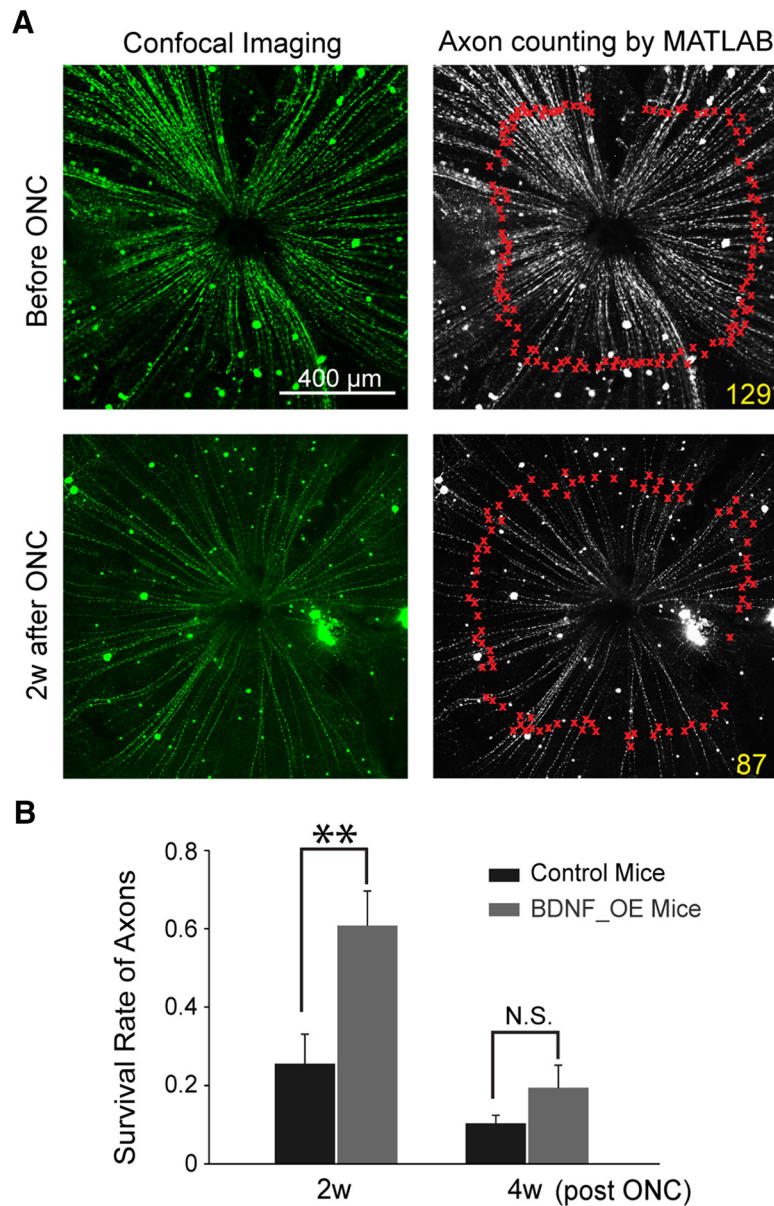 A
Confocal Imaging
Axon counting by MATLAB
Before ONC
400 µm
129
2w after ONC
87
B
Survival Rate of Axons
0.8
0.6
0.4
0.2
0
**
N.S.
Control Mice
BDNF_OE Mice
2w
4w (post ONC)